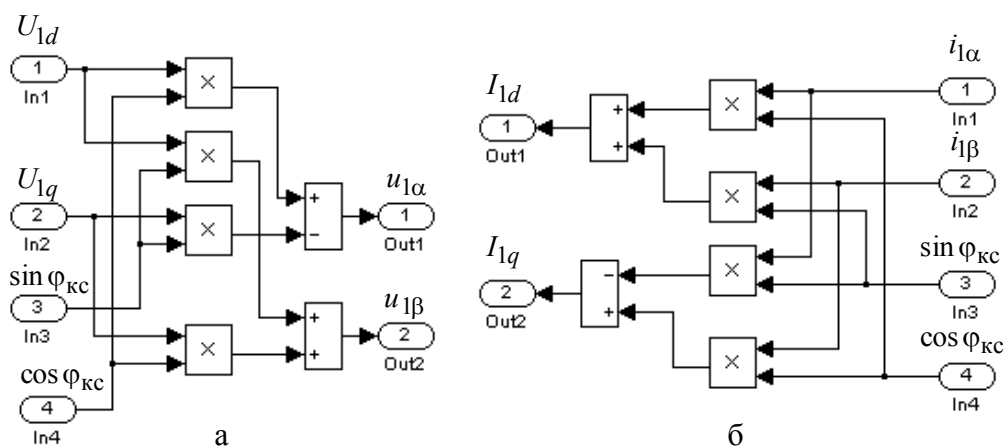 U1d
1
In1
×
×
U1q
2
In2
×
sin φкс
3
In3
×
cos φкс
4
In4
+
−
u1α
1
Out1
+
+
u1β
2
Out2
а
I1d
1
Out1
+
+
×
i1α
1
In1
i1β
×
2
In2
I1q
2
Out2
−
+
×
sin φкс
3
In3
×
cos φкс
4
In4
б